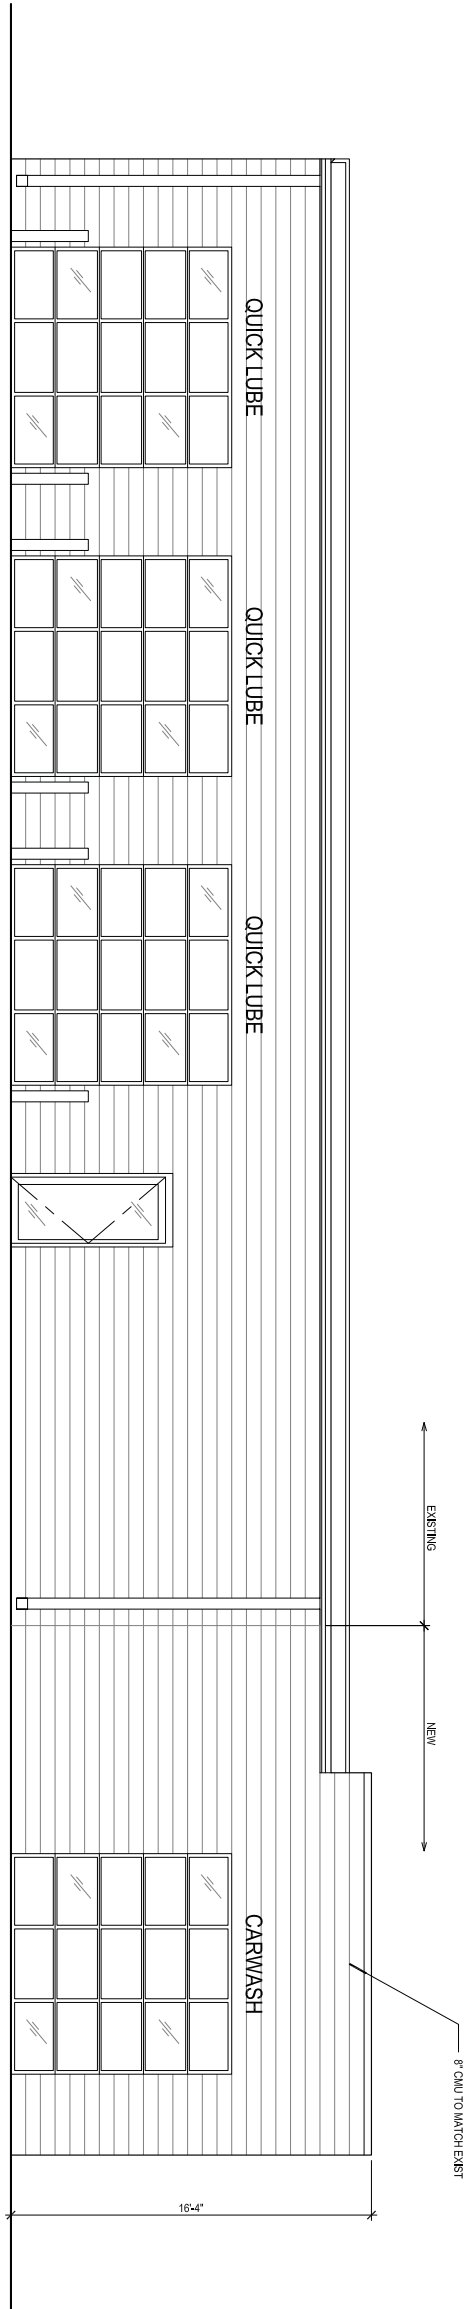 QUICK LUBE
QUICK LUBE
QUICK LUBE
EXISTING
NEW
CARWASH
8" CMU TO MATCH EXIST
16'-4"